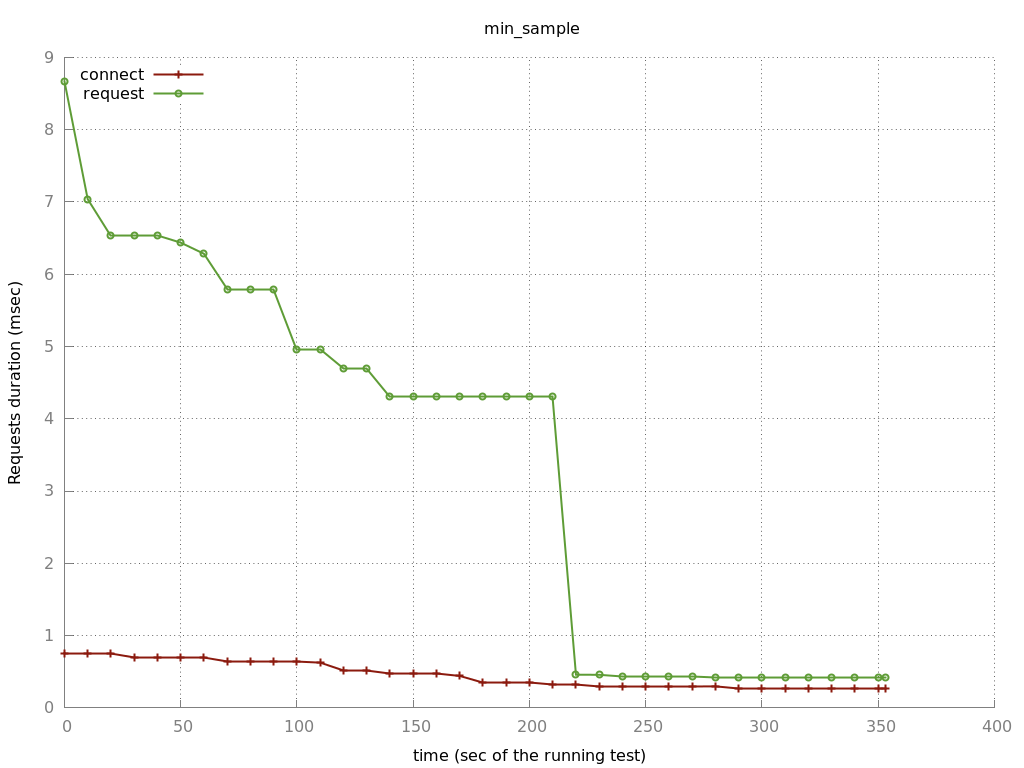 min_sample
connect
request
Requests duration (msec)
9
8
7
6
5
4
3
2
1
0
0 50 100 150 200 250 300 350 400
time (sec of the running test)